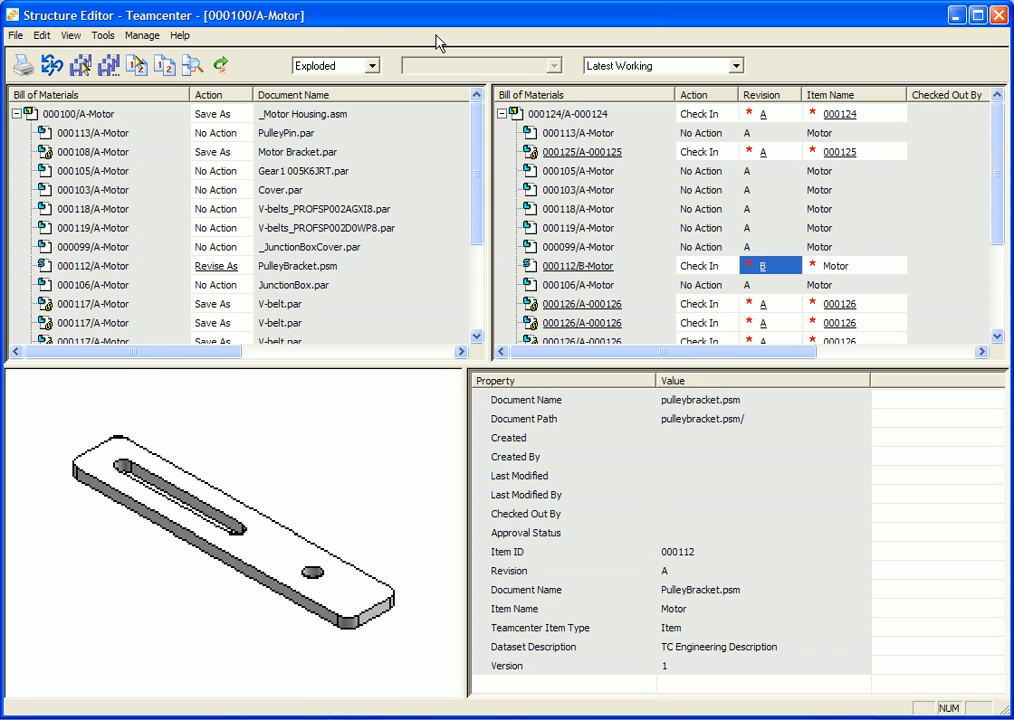 Structure Editor - Teamcenter - [000100/A-Motor]
File Edit View Tools Manage Help
Exploded Latest Working
Bill of Materials Action Document Name
000100/A-Motor Save As _Motor Housing.asm
000113/A-Motor No Action PulleyPin.par
000108/A-Motor Save As Motor Bracket.par
000105/A-Motor No Action Gear1 005K6JRT.par
000103/A-Motor No Action Cover.par
000118/A-Motor No Action V-belts_PROFSP002AGXI8.par
000119/A-Motor No Action V-belts_PROFSP002D0WP8.par
000099/A-Motor No Action _JunctionBoxCover.par
000112/A-Motor Revise As PulleyBracket.psm
000106/A-Motor No Action JunctionBox.par
000117/A-Motor Save As V-belt.par
000117/A-Motor Save As V-belt.par
000117/A-Motor Save As V-belt.par
Bill of Materials Action Revision Item Name Checked Out By
000124/A-000124 Check In * A * 000124
000113/A-Motor No Action A Motor
000125/A-000125 Check In * A * 000125
000105/A-Motor No Action A Motor
000103/A-Motor No Action A Motor
000118/A-Motor No Action A Motor
000119/A-Motor No Action A Motor
000099/A-Motor No Action A Motor
000112/B-Motor Check In * B * Motor
000106/A-Motor No Action A Motor
000126/A-000126 Check In * A * 000126
000126/A-000126 Check In * A * 000126
000126/A-000126 Check In * A * 000126
Property Value
Document Name pulleybracket.psm
Document Path pulleybracket.psm/
Created
Created By
Last Modified
Last Modified By
Checked Out By
Approval Status
Item ID 000112
Revision A
Document Name PulleyBracket.psm
Item Name Motor
Teamcenter Item Type Item
Dataset Description TC Engineering Description
Version 1
NUM